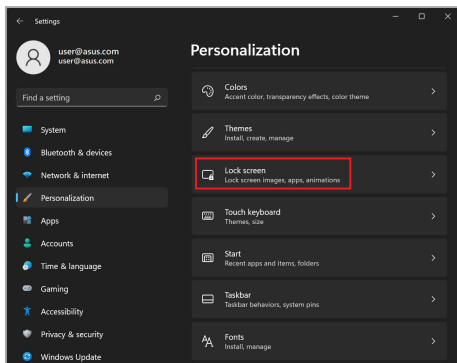 Settings
user@asus.com
user@asus.com
Find a setting
System
Bluetooth & devices
Network & internet
Personalization
Apps
Accounts
Time & language
Gaming
Accessibility
Privacy & security
Windows Update
Personalization
Colors
Accent color, transparency effects, color theme
Themes
Install, create, manage
Lock screen
Lock screen images, apps, animations
Touch keyboard
Themes, size
Start
Recent apps and items, folders
Taskbar
Taskbar behaviors, system pins
Fonts
Install, manage